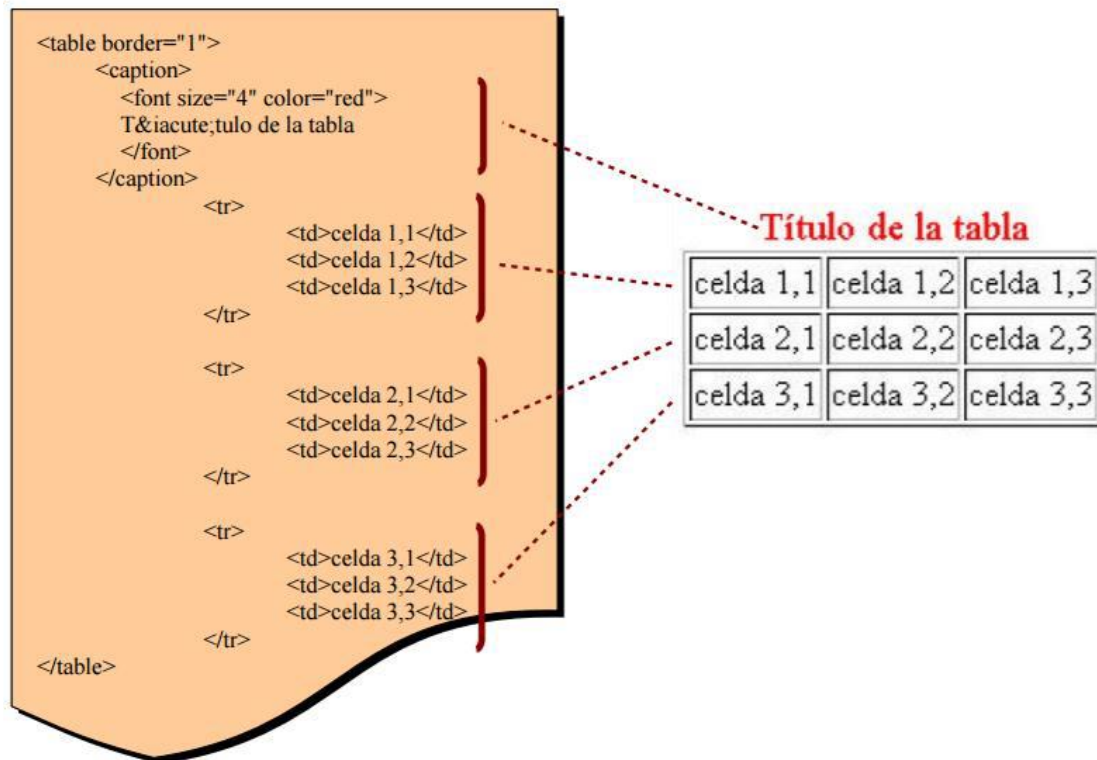 <table border="1">
<caption>
<font size="4" color="red">
T&iacute;tulo de la tabla
</font>
</caption>
<tr>
<td>celda 1,1</td>
<td>celda 1,2</td>
<td>celda 1,3</td>
</tr>
<tr>
<td>celda 2,1</td>
<td>celda 2,2</td>
<td>celda 2,3</td>
</tr>
<tr>
<td>celda 3,1</td>
<td>celda 3,2</td>
<td>celda 3,3</td>
</tr>
</table>
Título de la tabla
celda 1,1 celda 1,2 celda 1,3
celda 2,1 celda 2,2 celda 2,3
celda 3,1 celda 3,2 celda 3,3